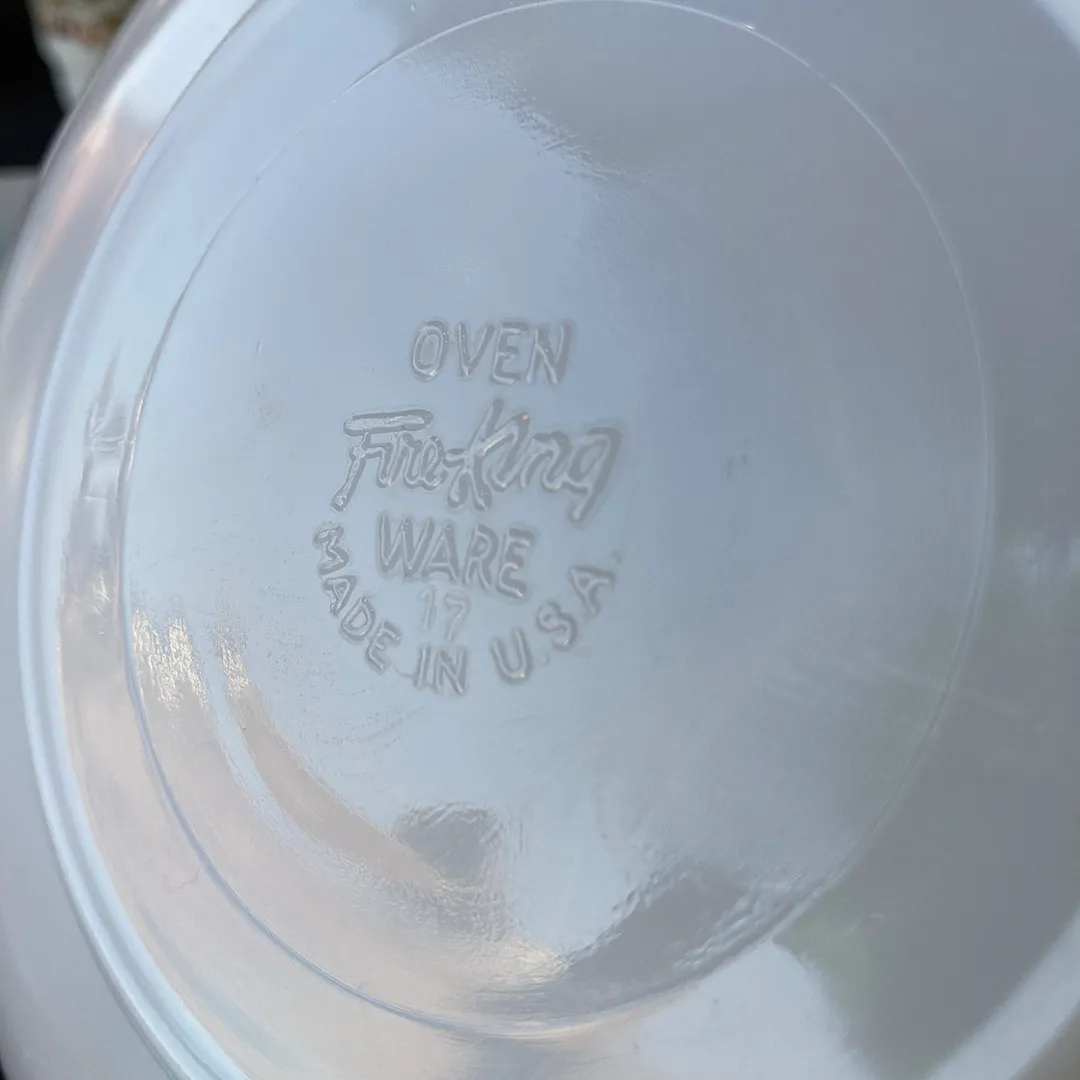 OVEN
Fire-King
WARE
17
MADE IN U.S.A.